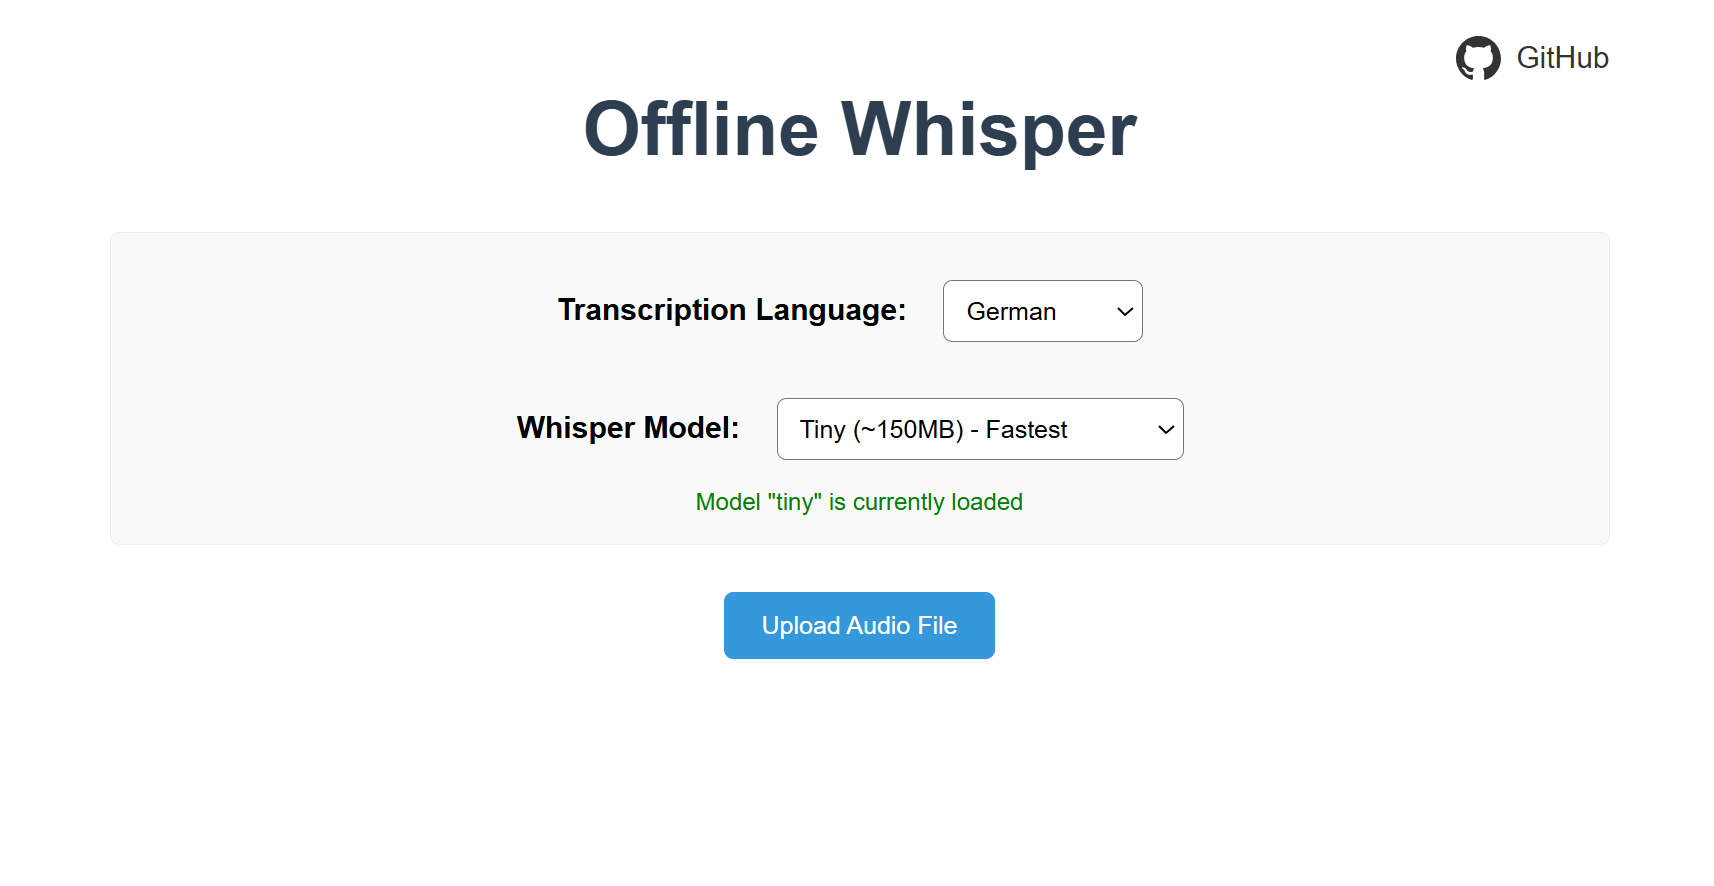 GitHub
Offline Whisper
Transcription Language: German
Whisper Model: Tiny (~150MB) - Fastest
Model "tiny" is currently loaded
Upload Audio File